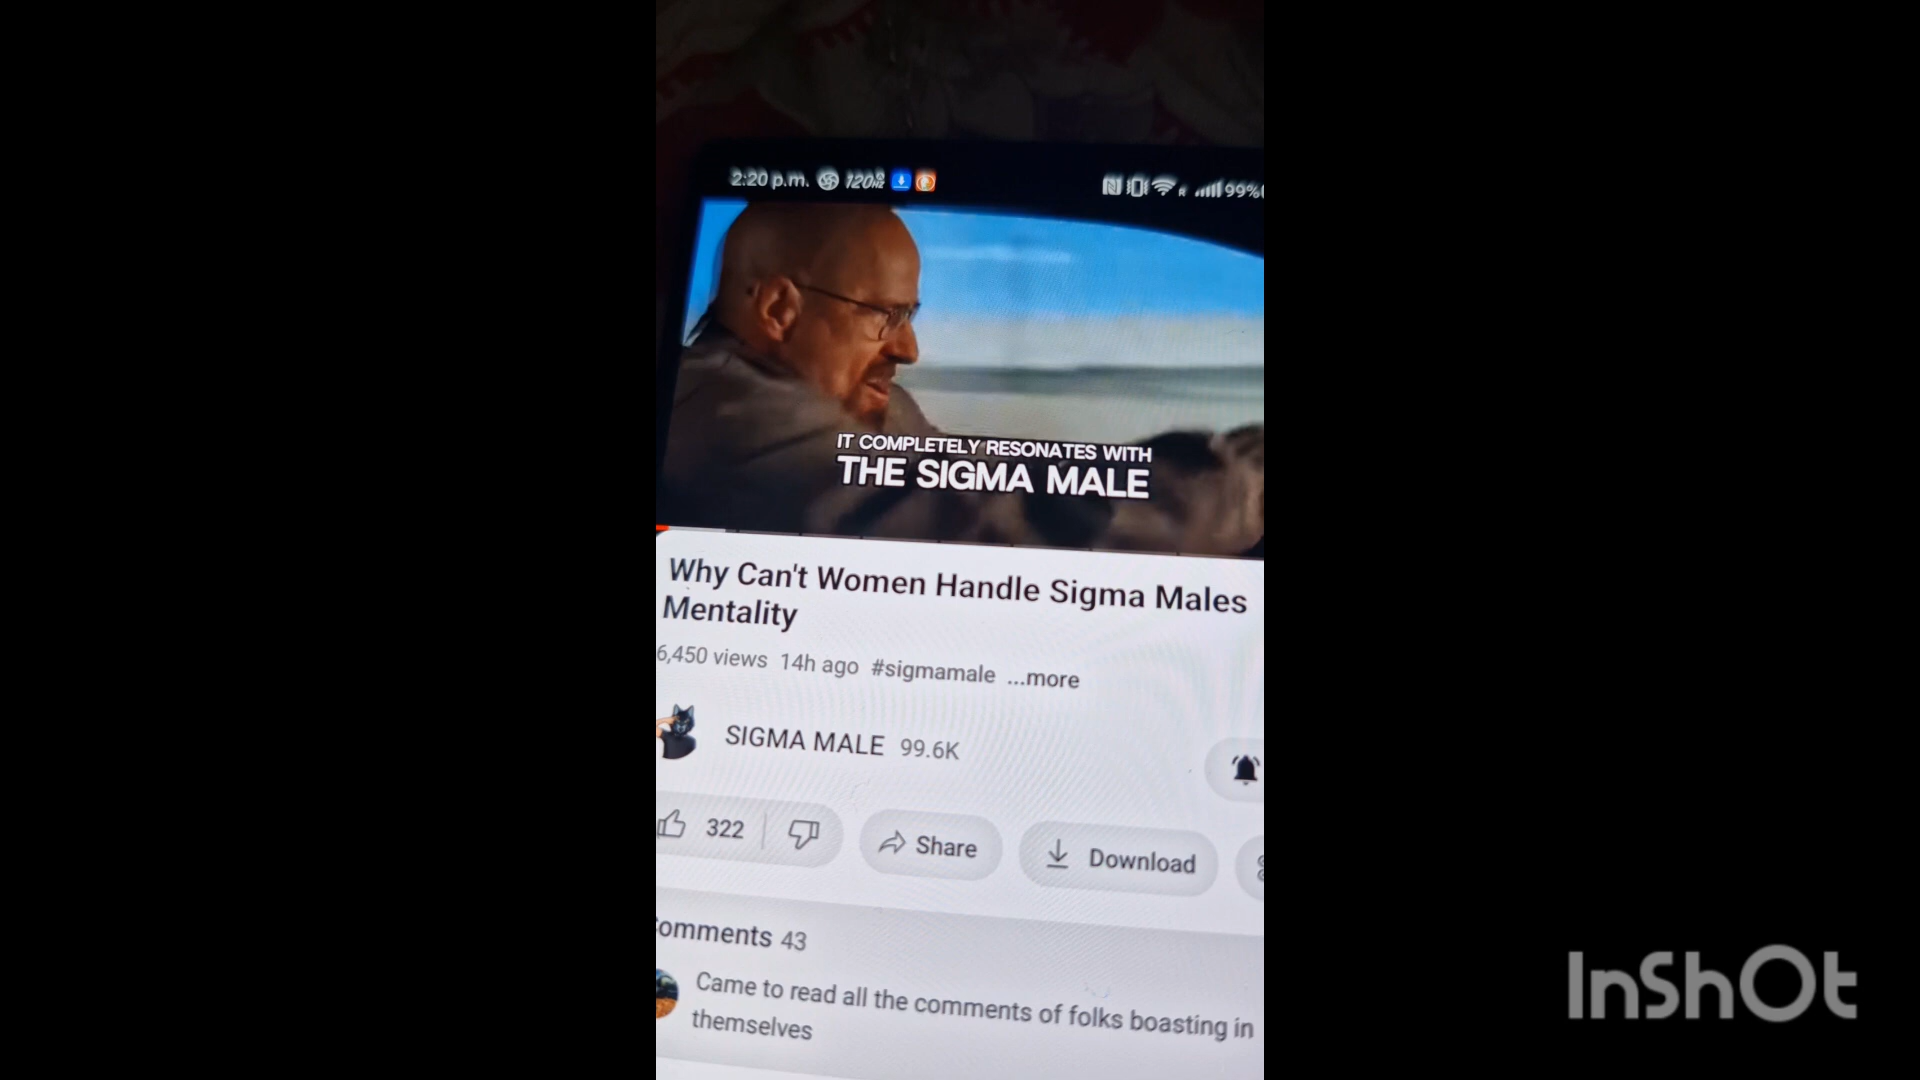 2:20 p.m. 120HZ R 99%
IT COMPLETELY RESONATES WITH
THE SIGMA MALE
Why Can't Women Handle Sigma Males
Mentality
6,450 views 14h ago #sigmamale ...more
SIGMA MALE 99.6K
322 Share Download
omments 43
Came to read all the comments of folks boasting in
themselves
InShOt